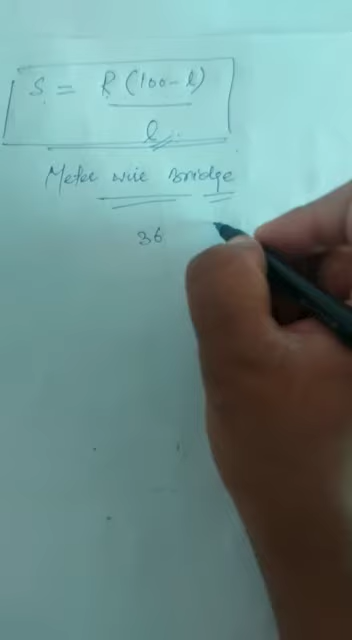 S = R(100-l)
l
Meter wire Bridge
36